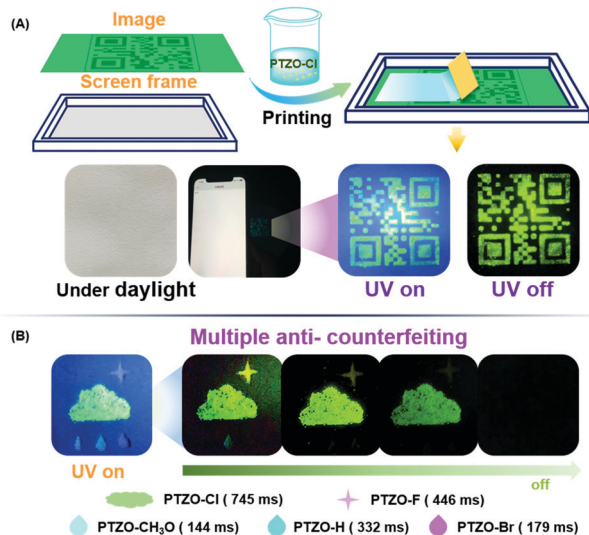 (A)
Image
PTZO-Cl
Screen frame
Printing
Under daylight
UV on
UV off
(B)
Multiple anti- counterfeiting
UV on
off
PTZO-Cl ( 745 ms)
PTZO-F ( 446 ms)
PTZO-CH₃O ( 144 ms)
PTZO-H ( 332 ms)
PTZO-Br ( 179 ms)